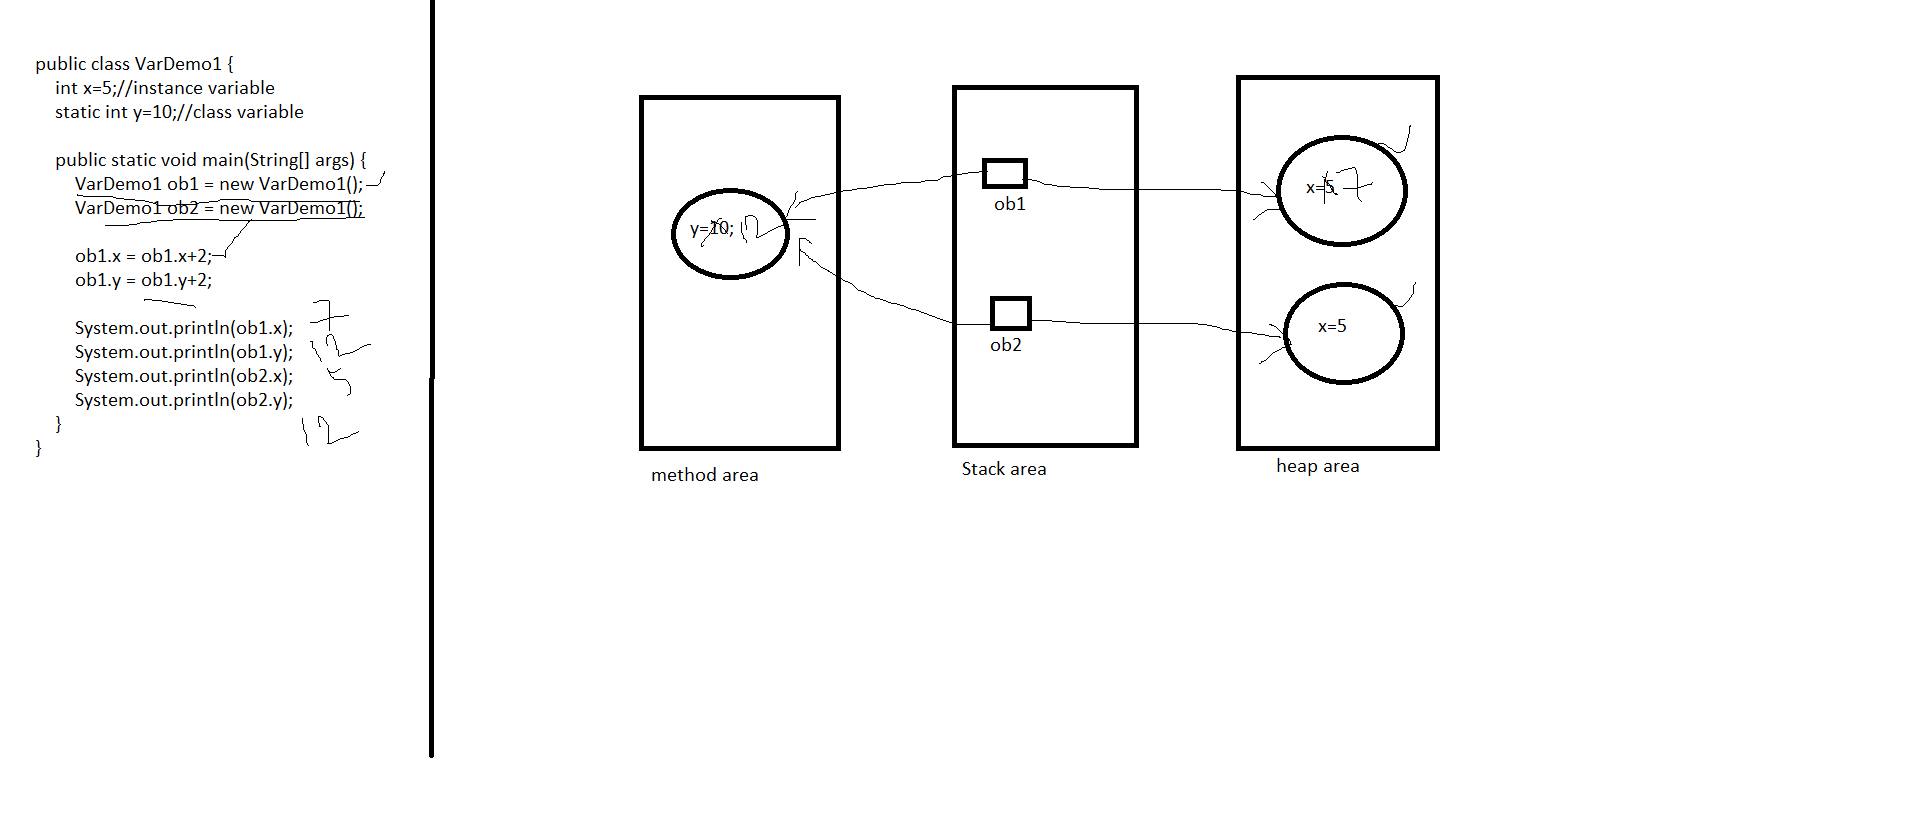 public class VarDemo1 {
int x=5;//instance variable
static int y=10;//class variable
public static void main(String[] args) {
VarDemo1 ob1 = new VarDemo1();
VarDemo1 ob2 = new VarDemo1();
ob1.x = ob1.x+2;
ob1.y = ob1.y+2;
System.out.println(ob1.x); 7
System.out.println(ob1.y); 12
System.out.println(ob2.x); 5
System.out.println(ob2.y);
12
}
}
y=10; 12
method area
ob1
ob2
Stack area
x=5 7
x=5
heap area